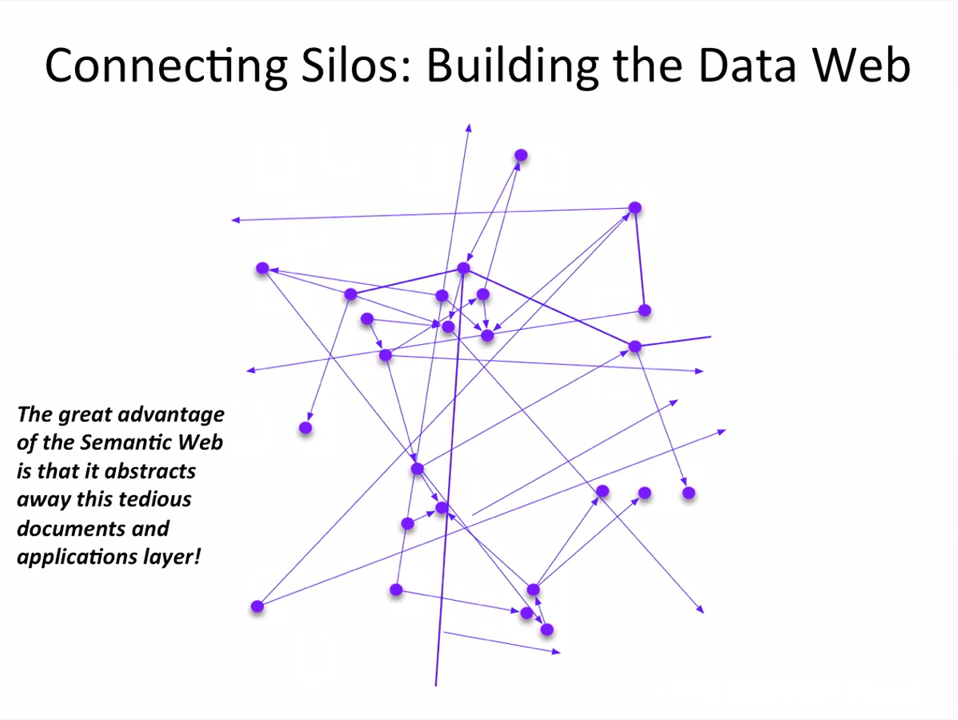 Connecting Silos: Building the Data Web
The great advantage
of the Semantic Web
is that it abstracts
away this tedious
documents and
applications layer!